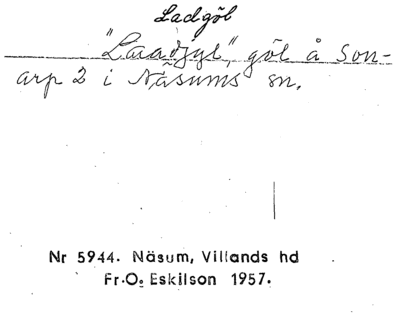 Ladgöl
"Laadjyl", göl å Son-
arp 2 i Näsums sn.
Nr 5944. Näsum, Villands hd
Fr.O. Eskilson 1957.